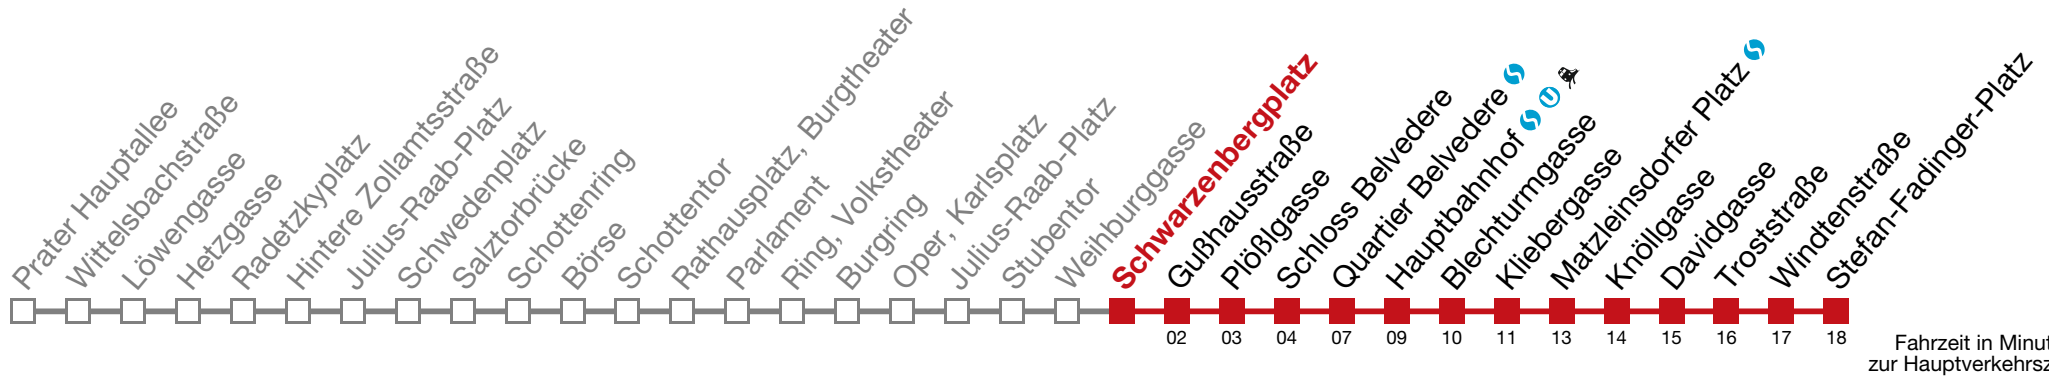 Prater Hauptallee
Wittelsbachstraße
Löwengasse
Hetzgasse
Radetzkyplatz
Hintere Zollamtsstraße
Julius-Raab-Platz
Schwedenplatz
Salztorbrücke
Schottenring
Börse
Schottentor
Rathausplatz, Burgtheater
Parlament
Ring, Volkstheater
Burgring
Oper, Karlsplatz
Julius-Raab-Platz
Stubentor
Weihburggasse
Schwarzenbergplatz
Gußhausstraße
Plößlgasse
Schloss Belvedere
Quartier Belvedere
Hauptbahnhof U
Blechturmgasse
Kliebergasse
Matzleinsdorfer Platz
Knöllgasse
Davidgasse
Troststraße
Windtenstraße
Stefan-Fadinger-Platz
02 03 04 07 09 10 11 13 14 15 16 17 18
Fahrzeit in Minut
zur Hauptverkehrsz